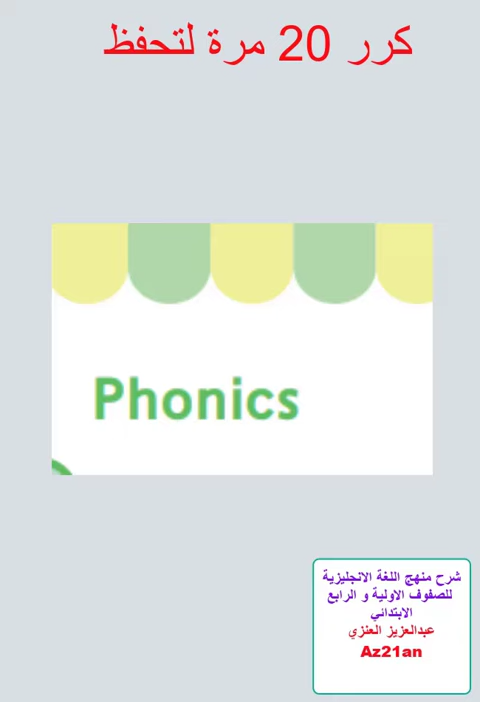 كرر 20 مرة لتحفظ
Phonics
شرح منهج اللغة الانجليزية
للصفوف الاولية و الرابع
الابتدائي
عبدالعزيز العنزي
Az21an